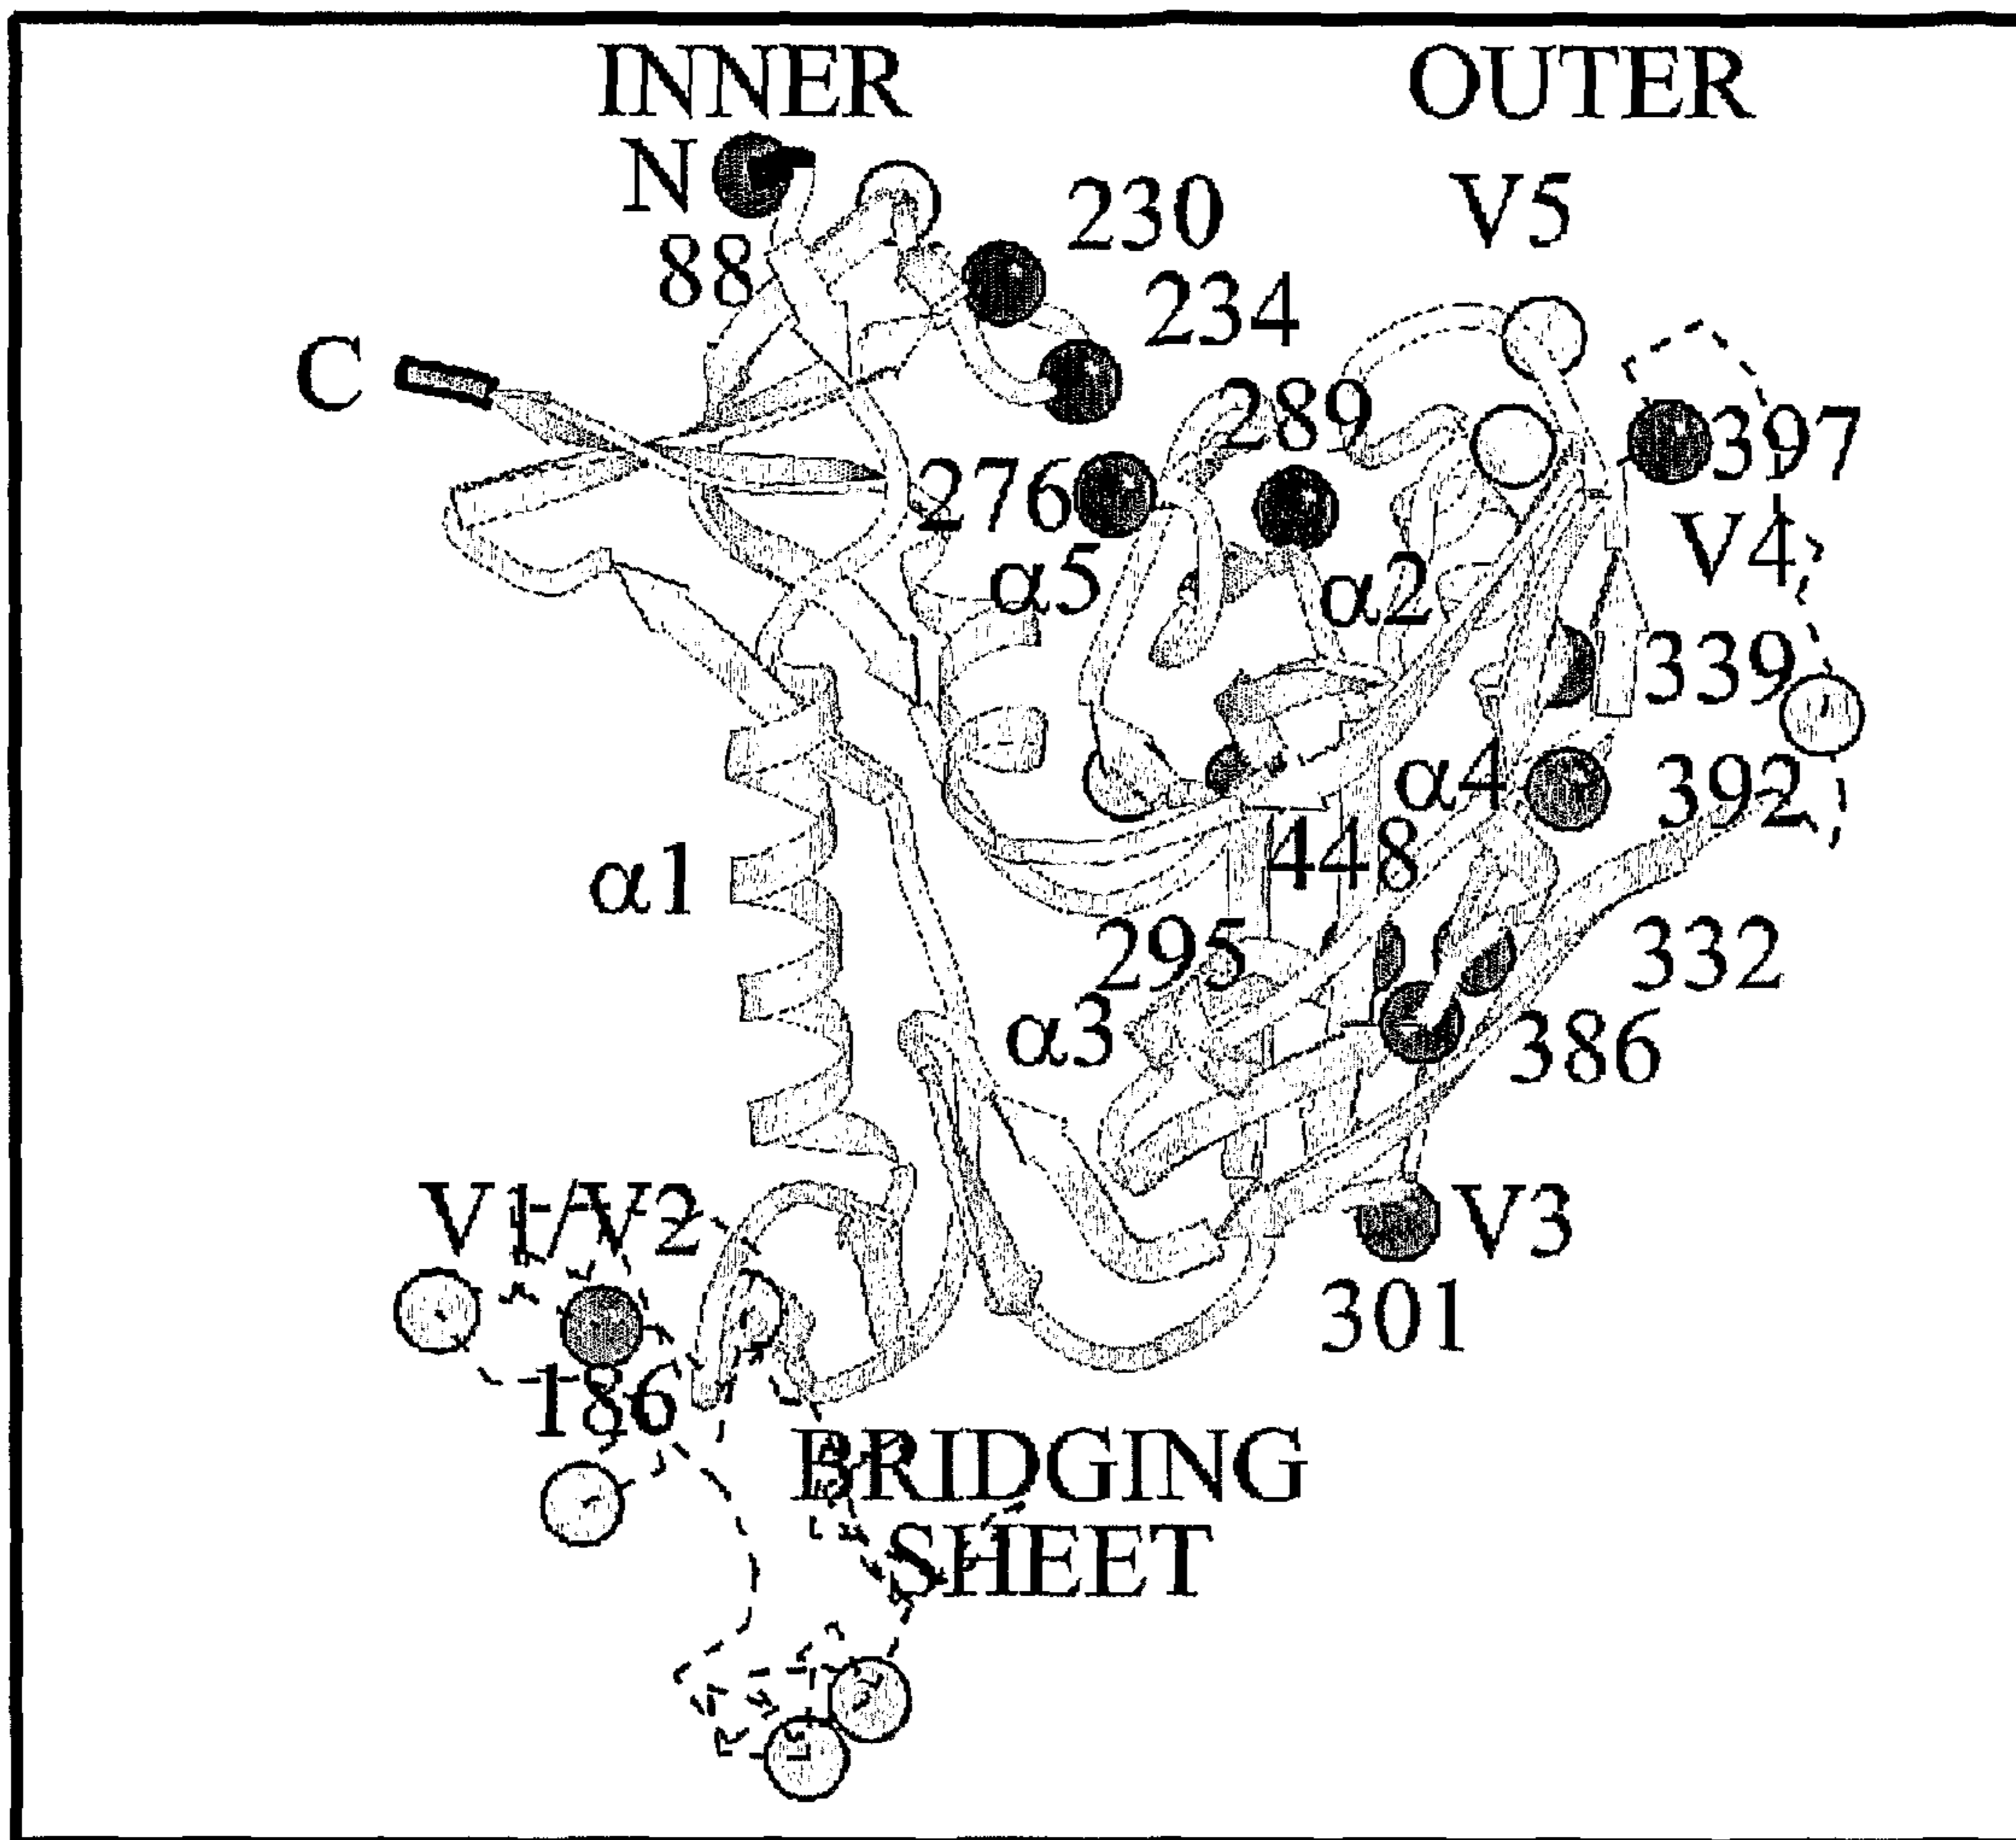 INNER
OUTER
N
88
230
V5
234
C
289
397
276
V4
α5
α2
339
α4
392
448
α1
295
332
α3
386
V1/V2
V3
301
186
BRIDGING
SHEET